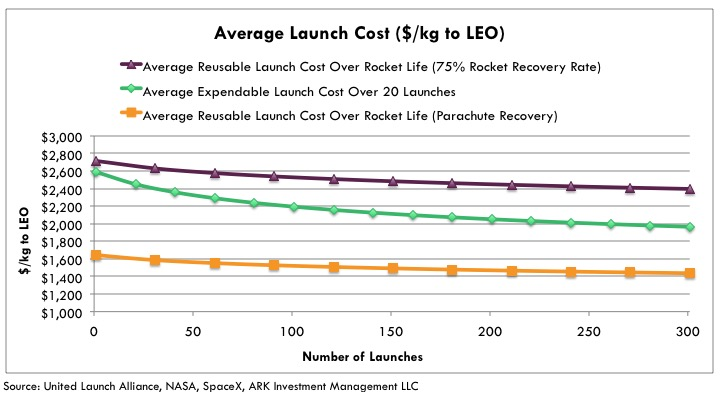 Average Launch Cost ($/kg to LEO)
Average Reusable Launch Cost Over Rocket Life (75% Rocket Recovery Rate)
Average Expendable Launch Cost Over 20 Launches
Average Reusable Launch Cost Over Rocket Life (Parachute Recovery)
$/kg to LEO
$3,000
$2,800
$2,600
$2,400
$2,200
$2,000
$1,800
$1,600
$1,400
$1,200
$1,000
0 50 100 150 200 250 300
Number of Launches
Source: United Launch Alliance, NASA, SpaceX, ARK Investment Management LLC